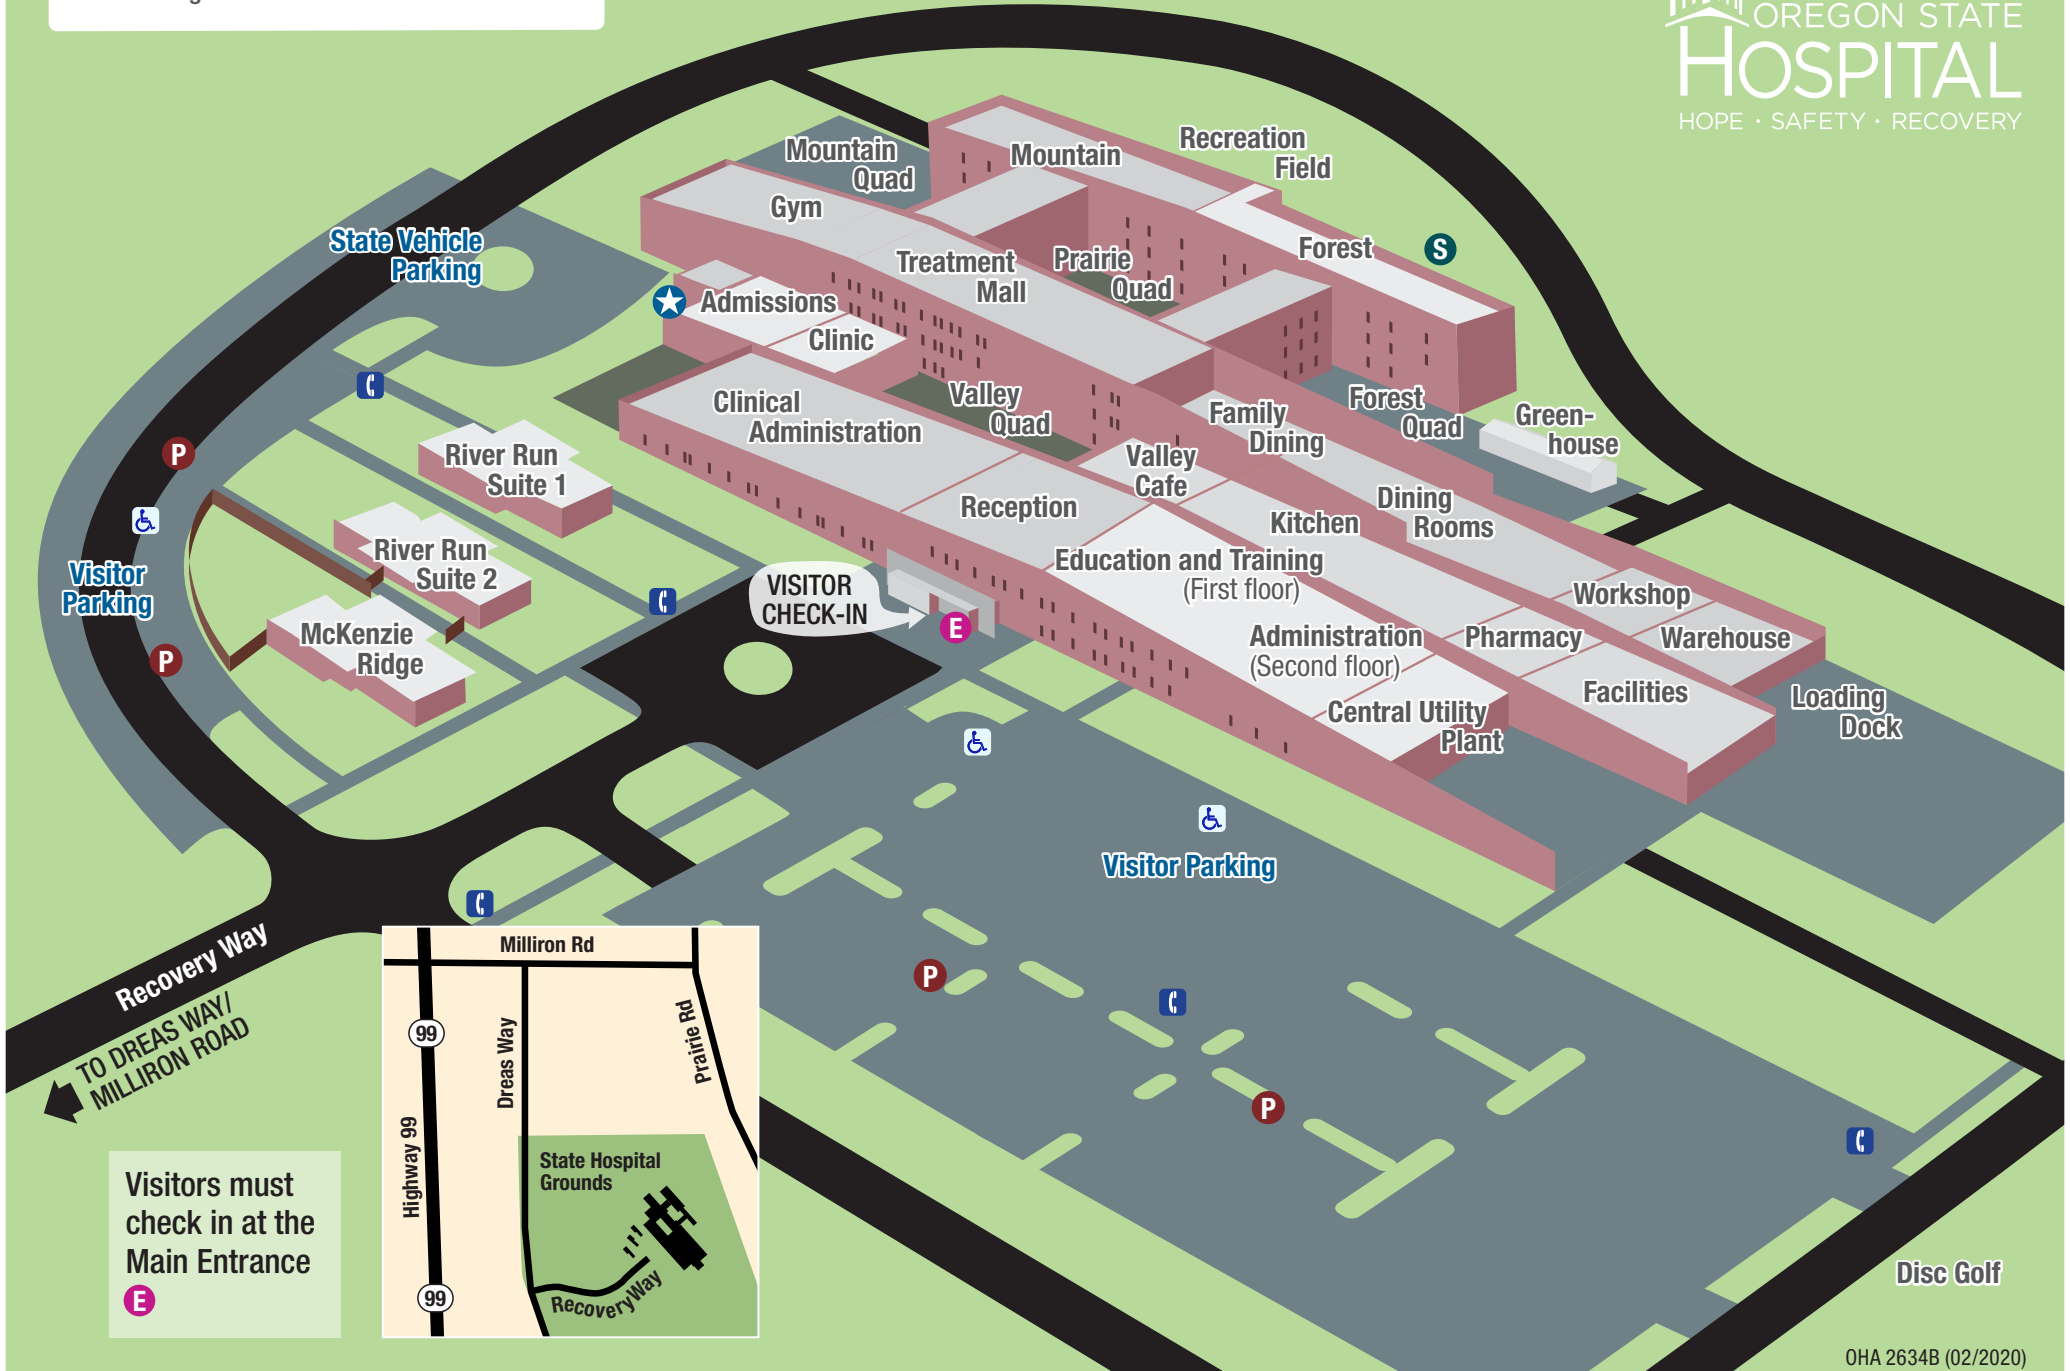 OREGON STATE
HOSPITAL
HOPE · SAFETY · RECOVERY
Mountain
Quad
Mountain
Recreation
Field
Gym
State Vehicle
Parking
Treatment
Mall
Prairie
Quad
Forest
S
Admissions
Clinic
Clinical
Administration
Valley
Quad
Family
Dining
Forest
Quad
Green-
house
P
River Run
Suite 1
Valley
Cafe
Reception
Dining
Rooms
Kitchen
River Run
Suite 2
Visitor
Parking
Education and Training
(First floor)
VISITOR
CHECK-IN
E
Workshop
McKenzie
Ridge
P
Administration
(Second floor)
Pharmacy
Warehouse
Facilities
Loading
Dock
Central Utility
Plant
Visitor Parking
Recovery Way
TO DREAS WAY/
MILLIRON ROAD
P
P
Milliron Rd
99
Dreas Way
Prairie Rd
Highway 99
State Hospital
Grounds
99
RecoveryWay
Visitors must
check in at the
Main Entrance
E
Disc Golf
OHA 2634B (02/2020)